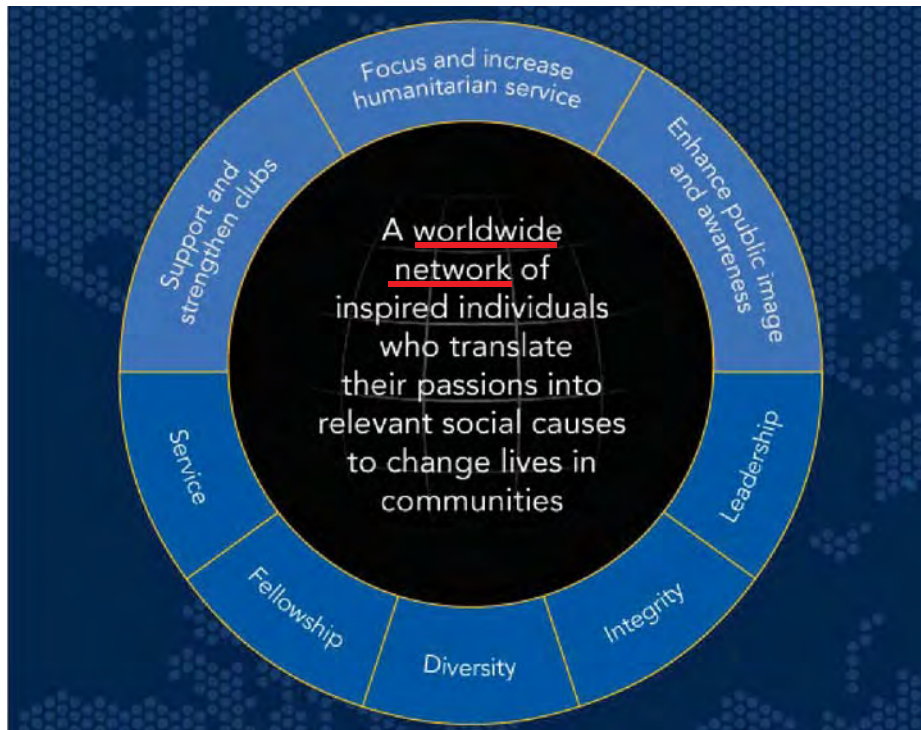 Focus and increase
humanitarian service
Support and
strengthen clubs
Enhance public image
and awareness
A worldwide
network of
inspired individuals
who translate
their passions into
relevant social causes
to change lives in
communities
Service
Fellowship
Diversity
Integrity
Leadership